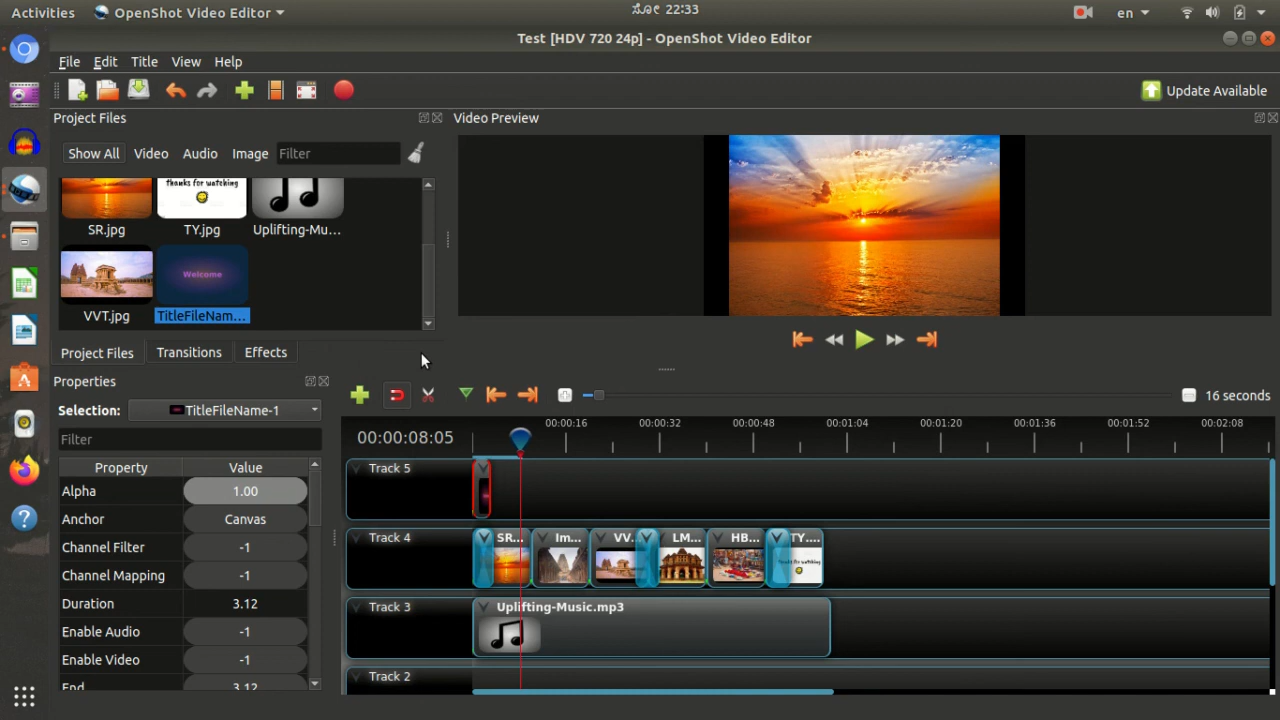 Activities
OpenShot Video Editor
ಸೋಮ 22:33
en
Test [HDV 720 24p] - OpenShot Video Editor
File Edit Title View Help
Update Available
Project Files
Video Preview
Show All Video Audio Image Filter
thanks for watching
SR.jpg TY.jpg Uplifting-Mu...
Welcome
VVT.jpg TitleFileNam...
Project Files Transitions Effects
Properties
Selection: TitleFileName-1
16 seconds
Filter
00:00:08:05
00:00:16 00:00:32 00:00:48 00:01:04 00:01:20 00:01:36 00:01:52 00:02:08
Property Value
Alpha 1.00
Anchor Canvas
Channel Filter -1
Channel Mapping -1
Duration 3.12
Enable Audio -1
Enable Video -1
End 3.12
Track 5
Track 4
SR... Im... VV... LM... HB... TY....
Track 3
Uplifting-Music.mp3
Track 2